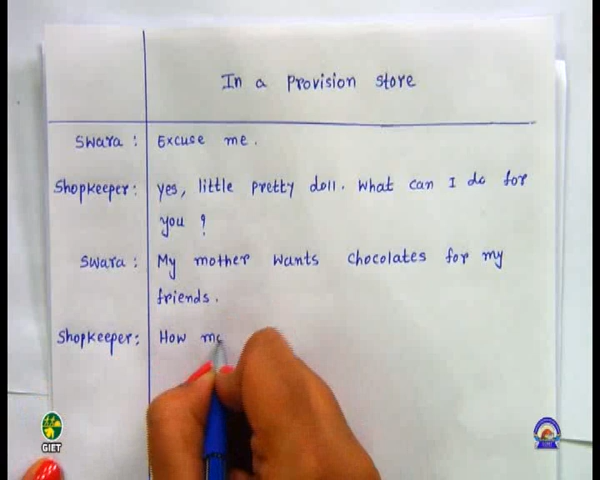 In a provision store
Swara : Excuse me.
Shopkeeper: yes, little pretty doll. What can I do for
you ?
Swara : My mother wants chocolates for my
friends.
Shopkeeper: How ma
GIET